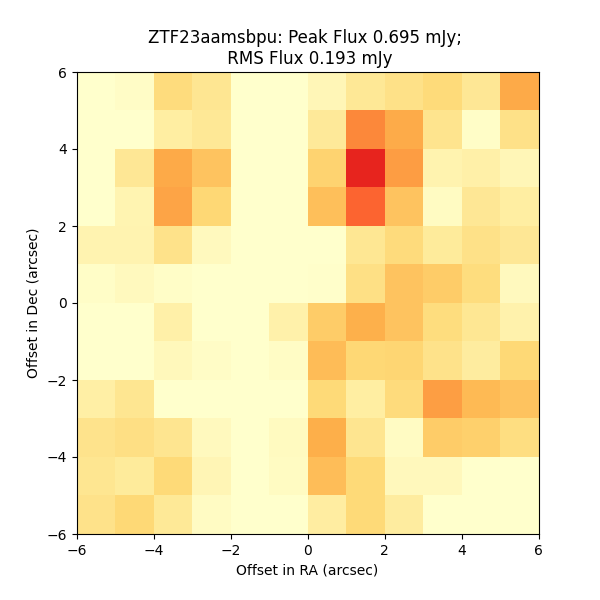 ZTF23aamsbpu: Peak Flux 0.695 mJy;
RMS Flux 0.193 mJy
6
4
2
0
−2
−4
−6
Offset in Dec (arcsec)
−6 −4 −2 0 2 4 6
Offset in RA (arcsec)